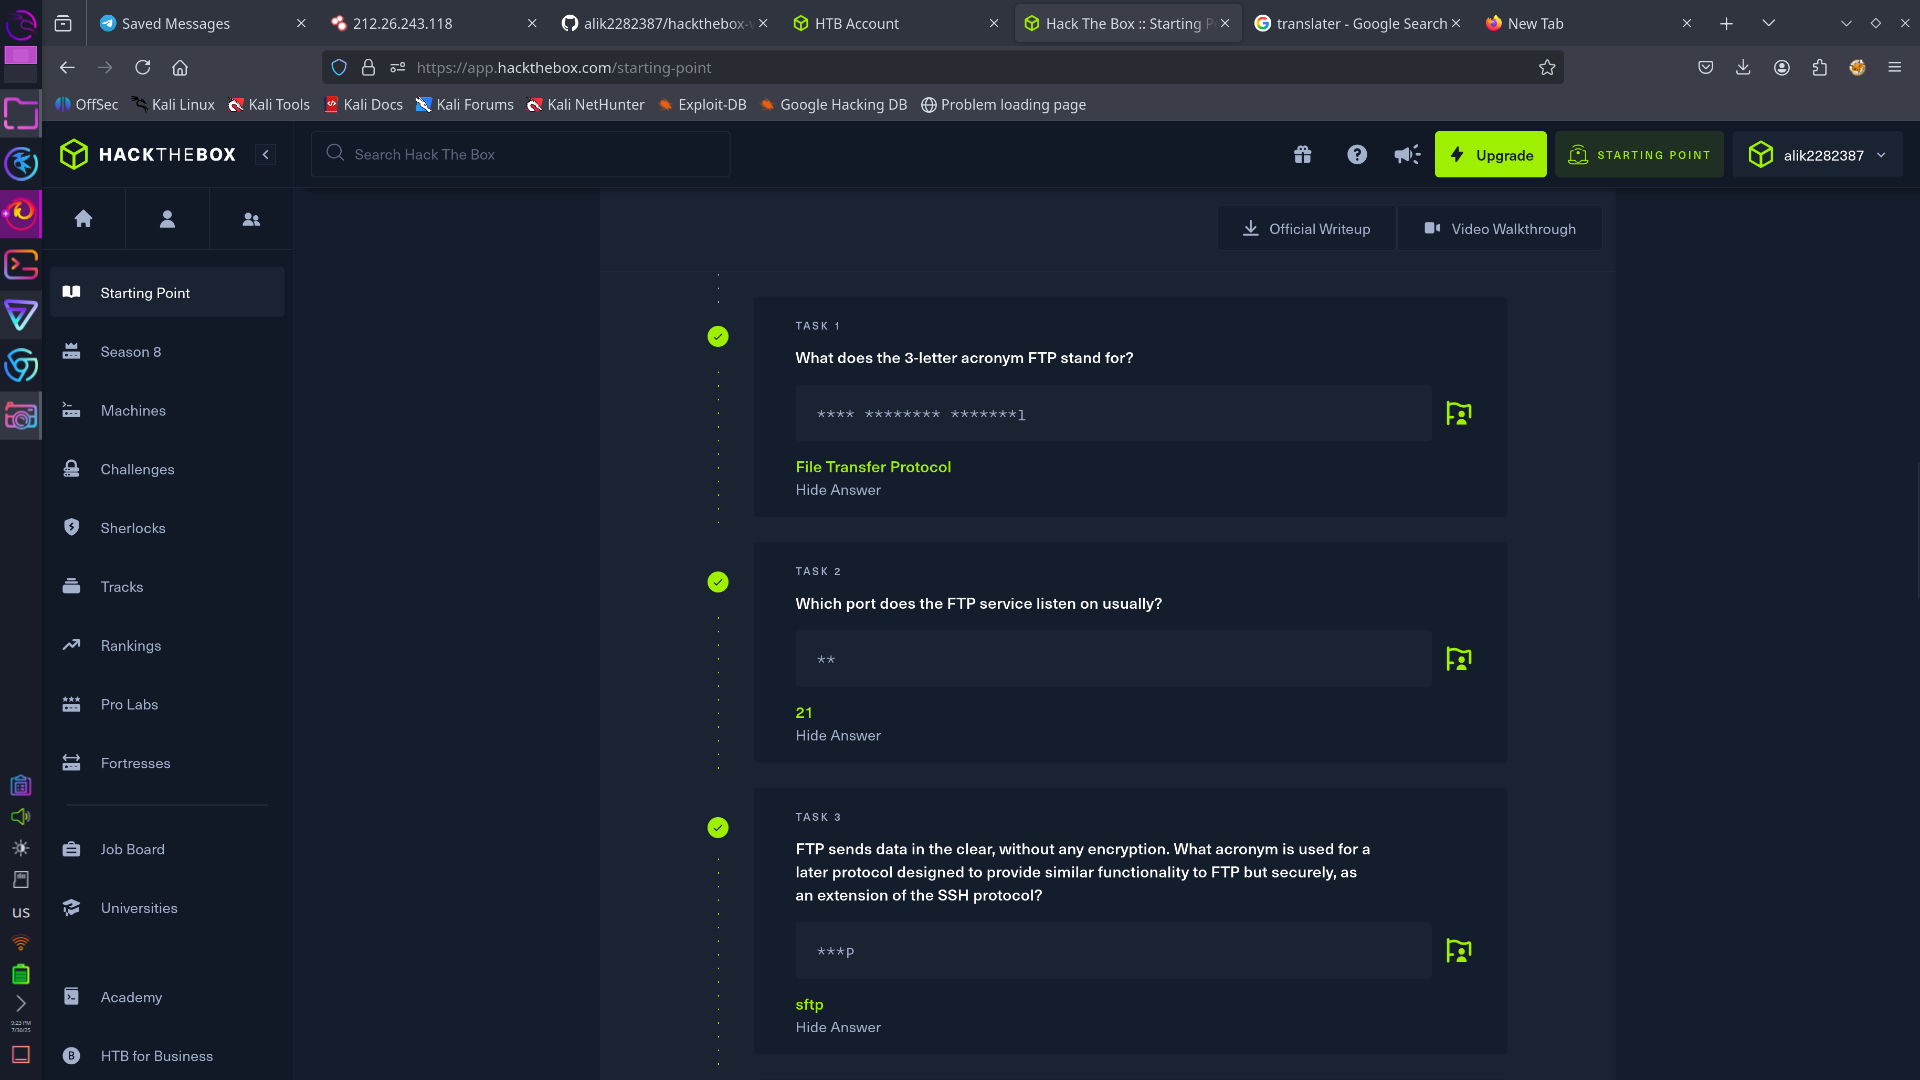 Saved Messages
212.26.243.118
alik2282387/hackthebox-
HTB Account
Hack The Box :: Starting P
translater - Google Search
New Tab
https://app.hackthebox.com/starting-point
OffSec
Kali Linux
Kali Tools
Kali Docs
Kali Forums
Kali NetHunter
Exploit-DB
Google Hacking DB
Problem loading page
HACKTHEBOX
Search Hack The Box
Upgrade
STARTING POINT
alik2282387
Official Writeup
Video Walkthrough
Starting Point
Season 8
Machines
Challenges
Sherlocks
Tracks
Rankings
Pro Labs
Fortresses
Job Board
Universities
Academy
HTB for Business
TASK 1
What does the 3-letter acronym FTP stand for?
**** ******** *******l
File Transfer Protocol
Hide Answer
TASK 2
Which port does the FTP service listen on usually?
**
21
Hide Answer
TASK 3
FTP sends data in the clear, without any encryption. What acronym is used for a
later protocol designed to provide similar functionality to FTP but securely, as
an extension of the SSH protocol?
***P
sftp
Hide Answer
us
9:23 PM
7/30/25